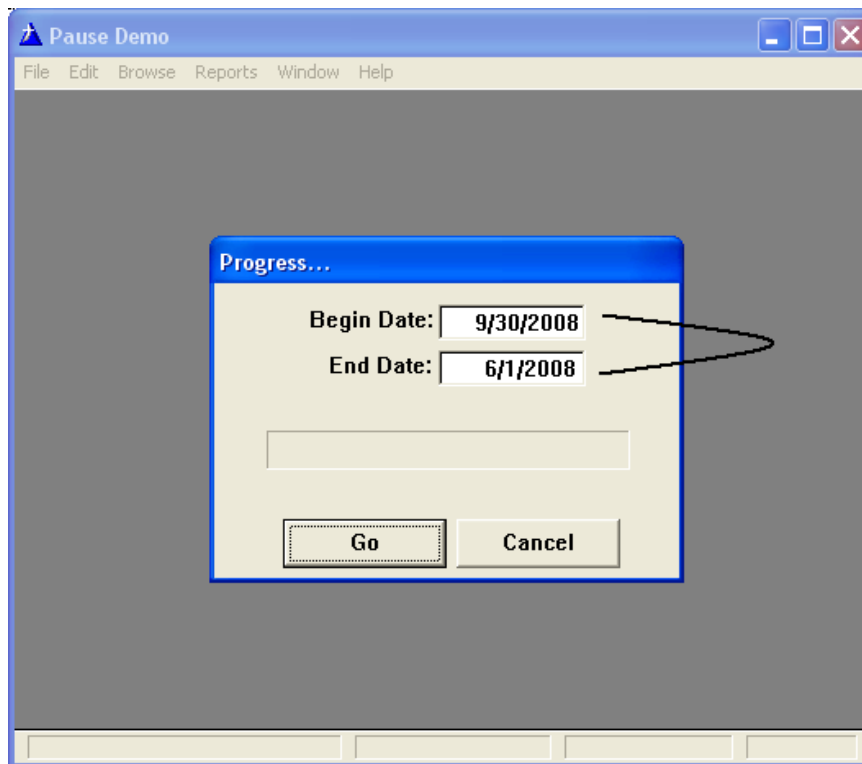 Pause Demo
File Edit Browse Reports Window Help
Progress...
Begin Date: 9/30/2008
End Date: 6/1/2008
Go Cancel